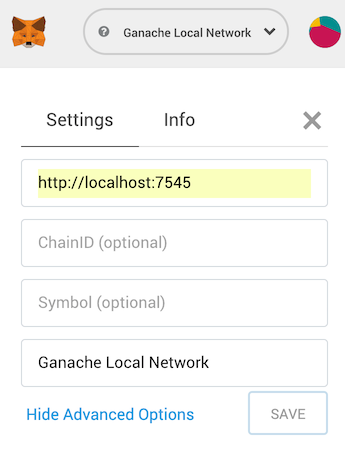 Ganache Local Network
Settings Info
http://localhost:7545
ChainID (optional)
Symbol (optional)
Ganache Local Network
Hide Advanced Options SAVE